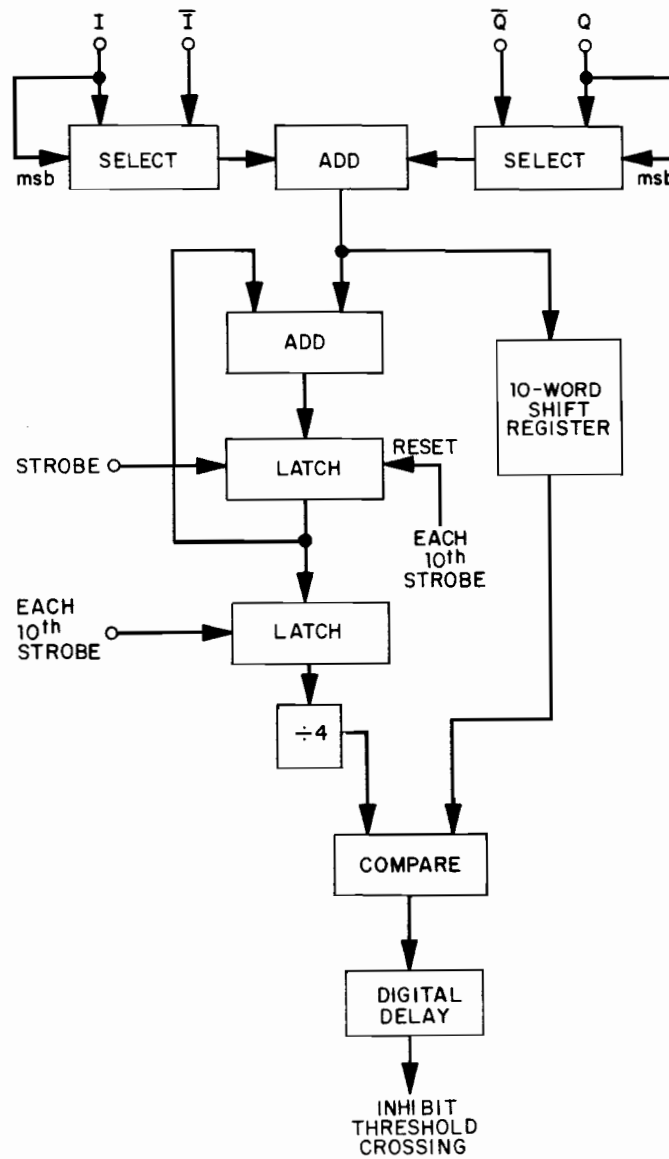 I
I̅
Q̅
Q
SELECT
ADD
SELECT
msb
msb
ADD
10-WORD
SHIFT
REGISTER
RESET
STROBE
LATCH
EACH
10th
STROBE
EACH
10th
STROBE
LATCH
÷4
COMPARE
DIGITAL
DELAY
INHIBIT
THRESHOLD
CROSSING